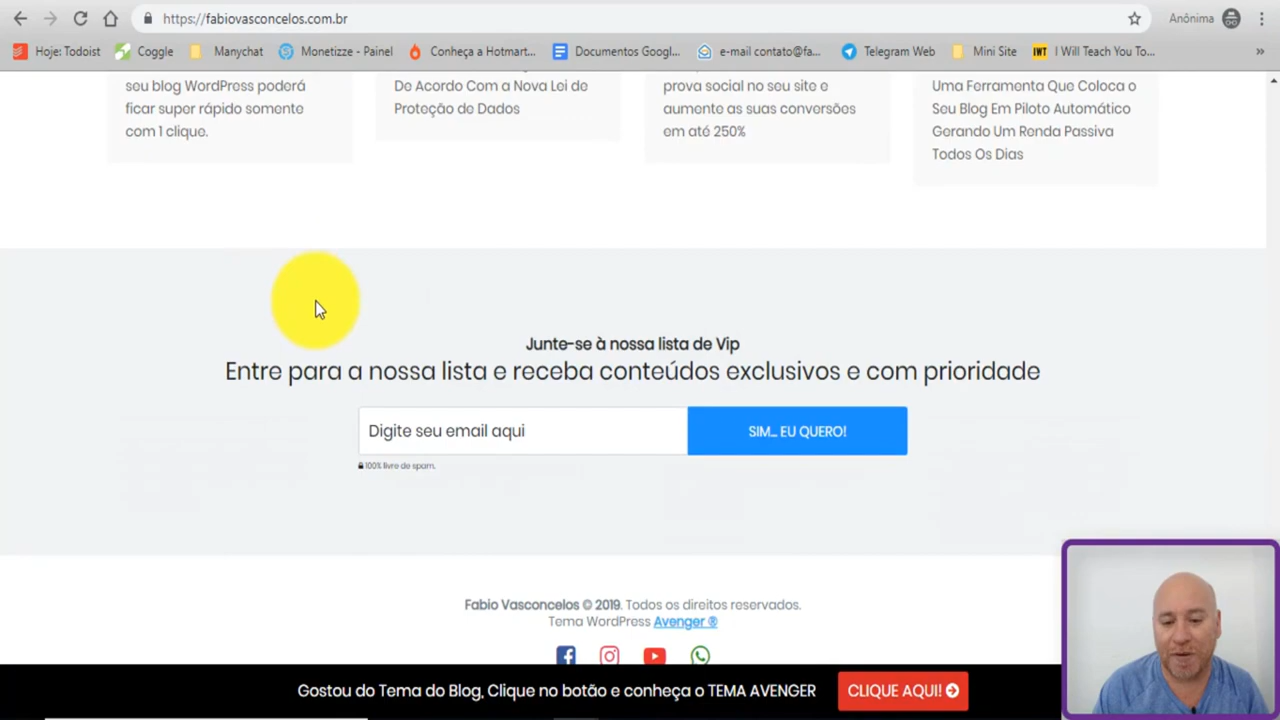 https://fabiovasconcelos.com.br
Anônima
Hoje: Todoist
Coggle
Manychat
Monetizze - Painel
Conheça a Hotmart...
Documentos Googl...
e-mail contato@fa...
Telegram Web
Mini Site
IWT
I Will Teach You To...
»
seu blog WordPress poderá
ficar super rápido somente
com 1 clique.
De Acordo Com a Nova Lei de
Proteção de Dados
prova social no seu site e
aumente as suas conversões
em até 250%
Uma Ferramenta Que Coloca o
Seu Blog Em Piloto Automático
Gerando Um Renda Passiva
Todos Os Dias
Junte-se à nossa lista de Vip
Entre para a nossa lista e receba conteúdos exclusivos e com prioridade
Digite seu email aqui
SIM... EU QUERO!
100% livre de spam.
Fabio Vasconcelos © 2019. Todos os direitos reservados.
Tema WordPress Avenger ®
Gostou do Tema do Blog, Clique no botão e conheça o TEMA AVENGER
CLIQUE AQUI!